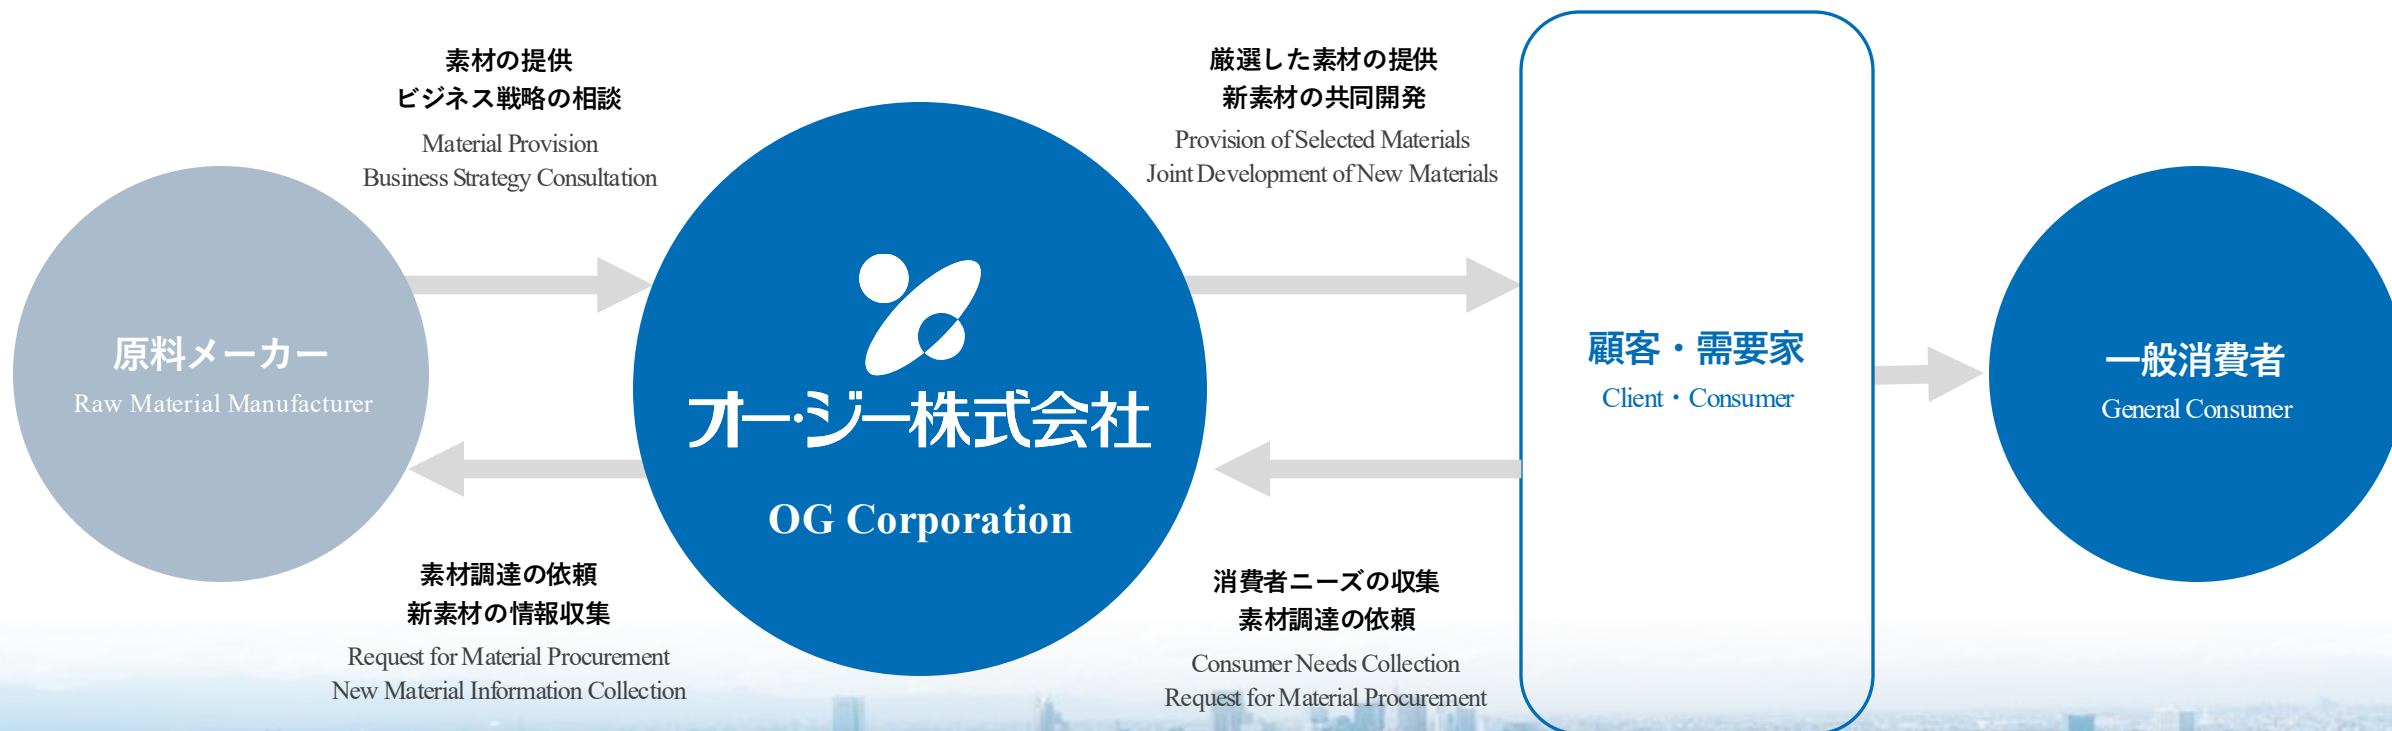 素材の提供
ビジネス戦略の相談
Material Provision
Business Strategy Consultation
厳選した素材の提供
新素材の共同開発
Provision of Selected Materials
Joint Development of New Materials
原料メーカー
Raw Material Manufacturer
オー・ジー株式会社
OG Corporation
顧客・需要家
Client・Consumer
一般消費者
General Consumer
素材調達の依頼
新素材の情報収集
Request for Material Procurement
New Material Information Collection
消費者ニーズの収集
素材調達の依頼
Consumer Needs Collection
Request for Material Procurement